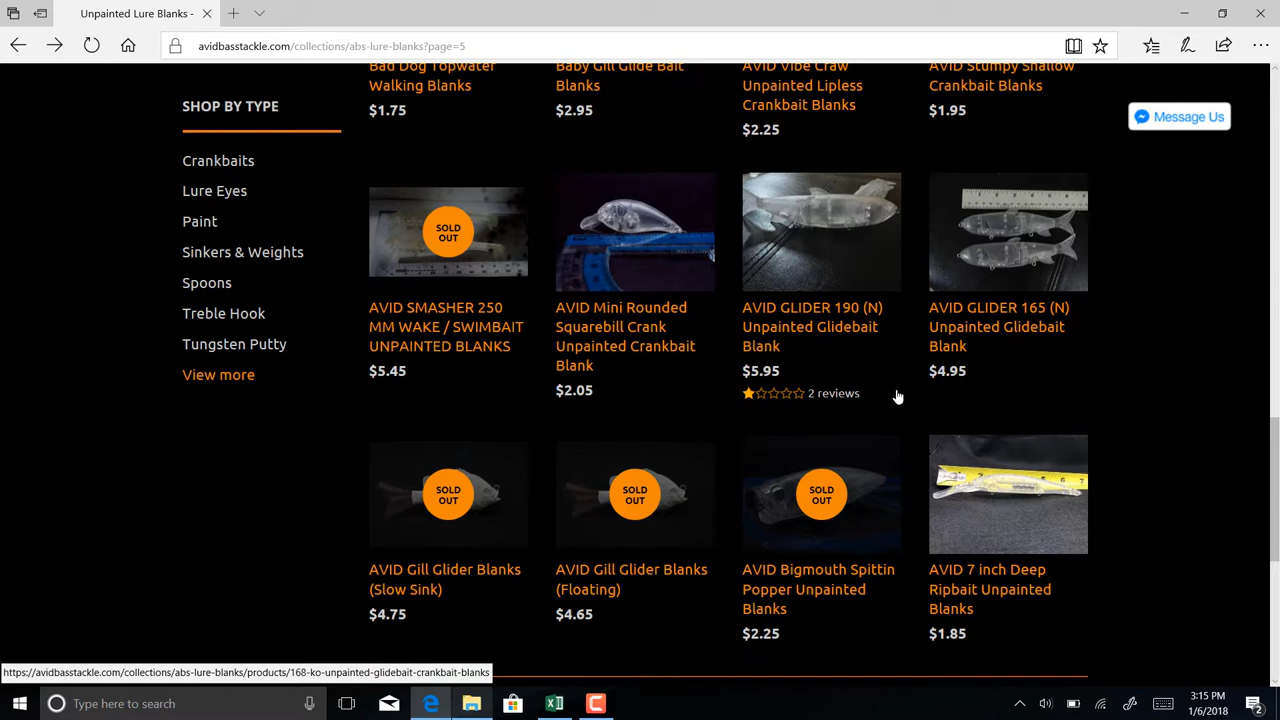 Unpainted Lure Blanks -
avidbasstackle.com/collections/abs-lure-blanks?page=5
Message Us
SHOP BY TYPE
Crankbaits
Lure Eyes
Paint
Sinkers & Weights
Spoons
Treble Hook
Tungsten Putty
View more
Bad Dog Topwater
Walking Blanks
$1.75
Baby Gill Glide Bait
Blanks
$2.95
AVID Vibe Craw
Unpainted Lipless
Crankbait Blanks
$2.25
AVID Stumpy Shallow
Crankbait Blanks
$1.95
SOLD
OUT
AVID SMASHER 250
MM WAKE / SWIMBAIT
UNPAINTED BLANKS
$5.45
AVID Mini Rounded
Squarebill Crank
Unpainted Crankbait
Blank
$2.05
AVID GLIDER 190 (N)
Unpainted Glidebait
Blank
$5.95
2 reviews
AVID GLIDER 165 (N)
Unpainted Glidebait
Blank
$4.95
SOLD
OUT
AVID Gill Glider Blanks
(Slow Sink)
$4.75
SOLD
OUT
AVID Gill Glider Blanks
(Floating)
$4.65
SOLD
OUT
AVID Bigmouth Spittin
Popper Unpainted
Blanks
$2.25
AVID 7 inch Deep
Ripbait Unpainted
Blanks
$1.85
https://avidbasstackle.com/collections/abs-lure-blanks/products/168-ko-unpainted-glidebait-crankbait-blanks
Type here to search
3:15 PM
1/6/2018
2